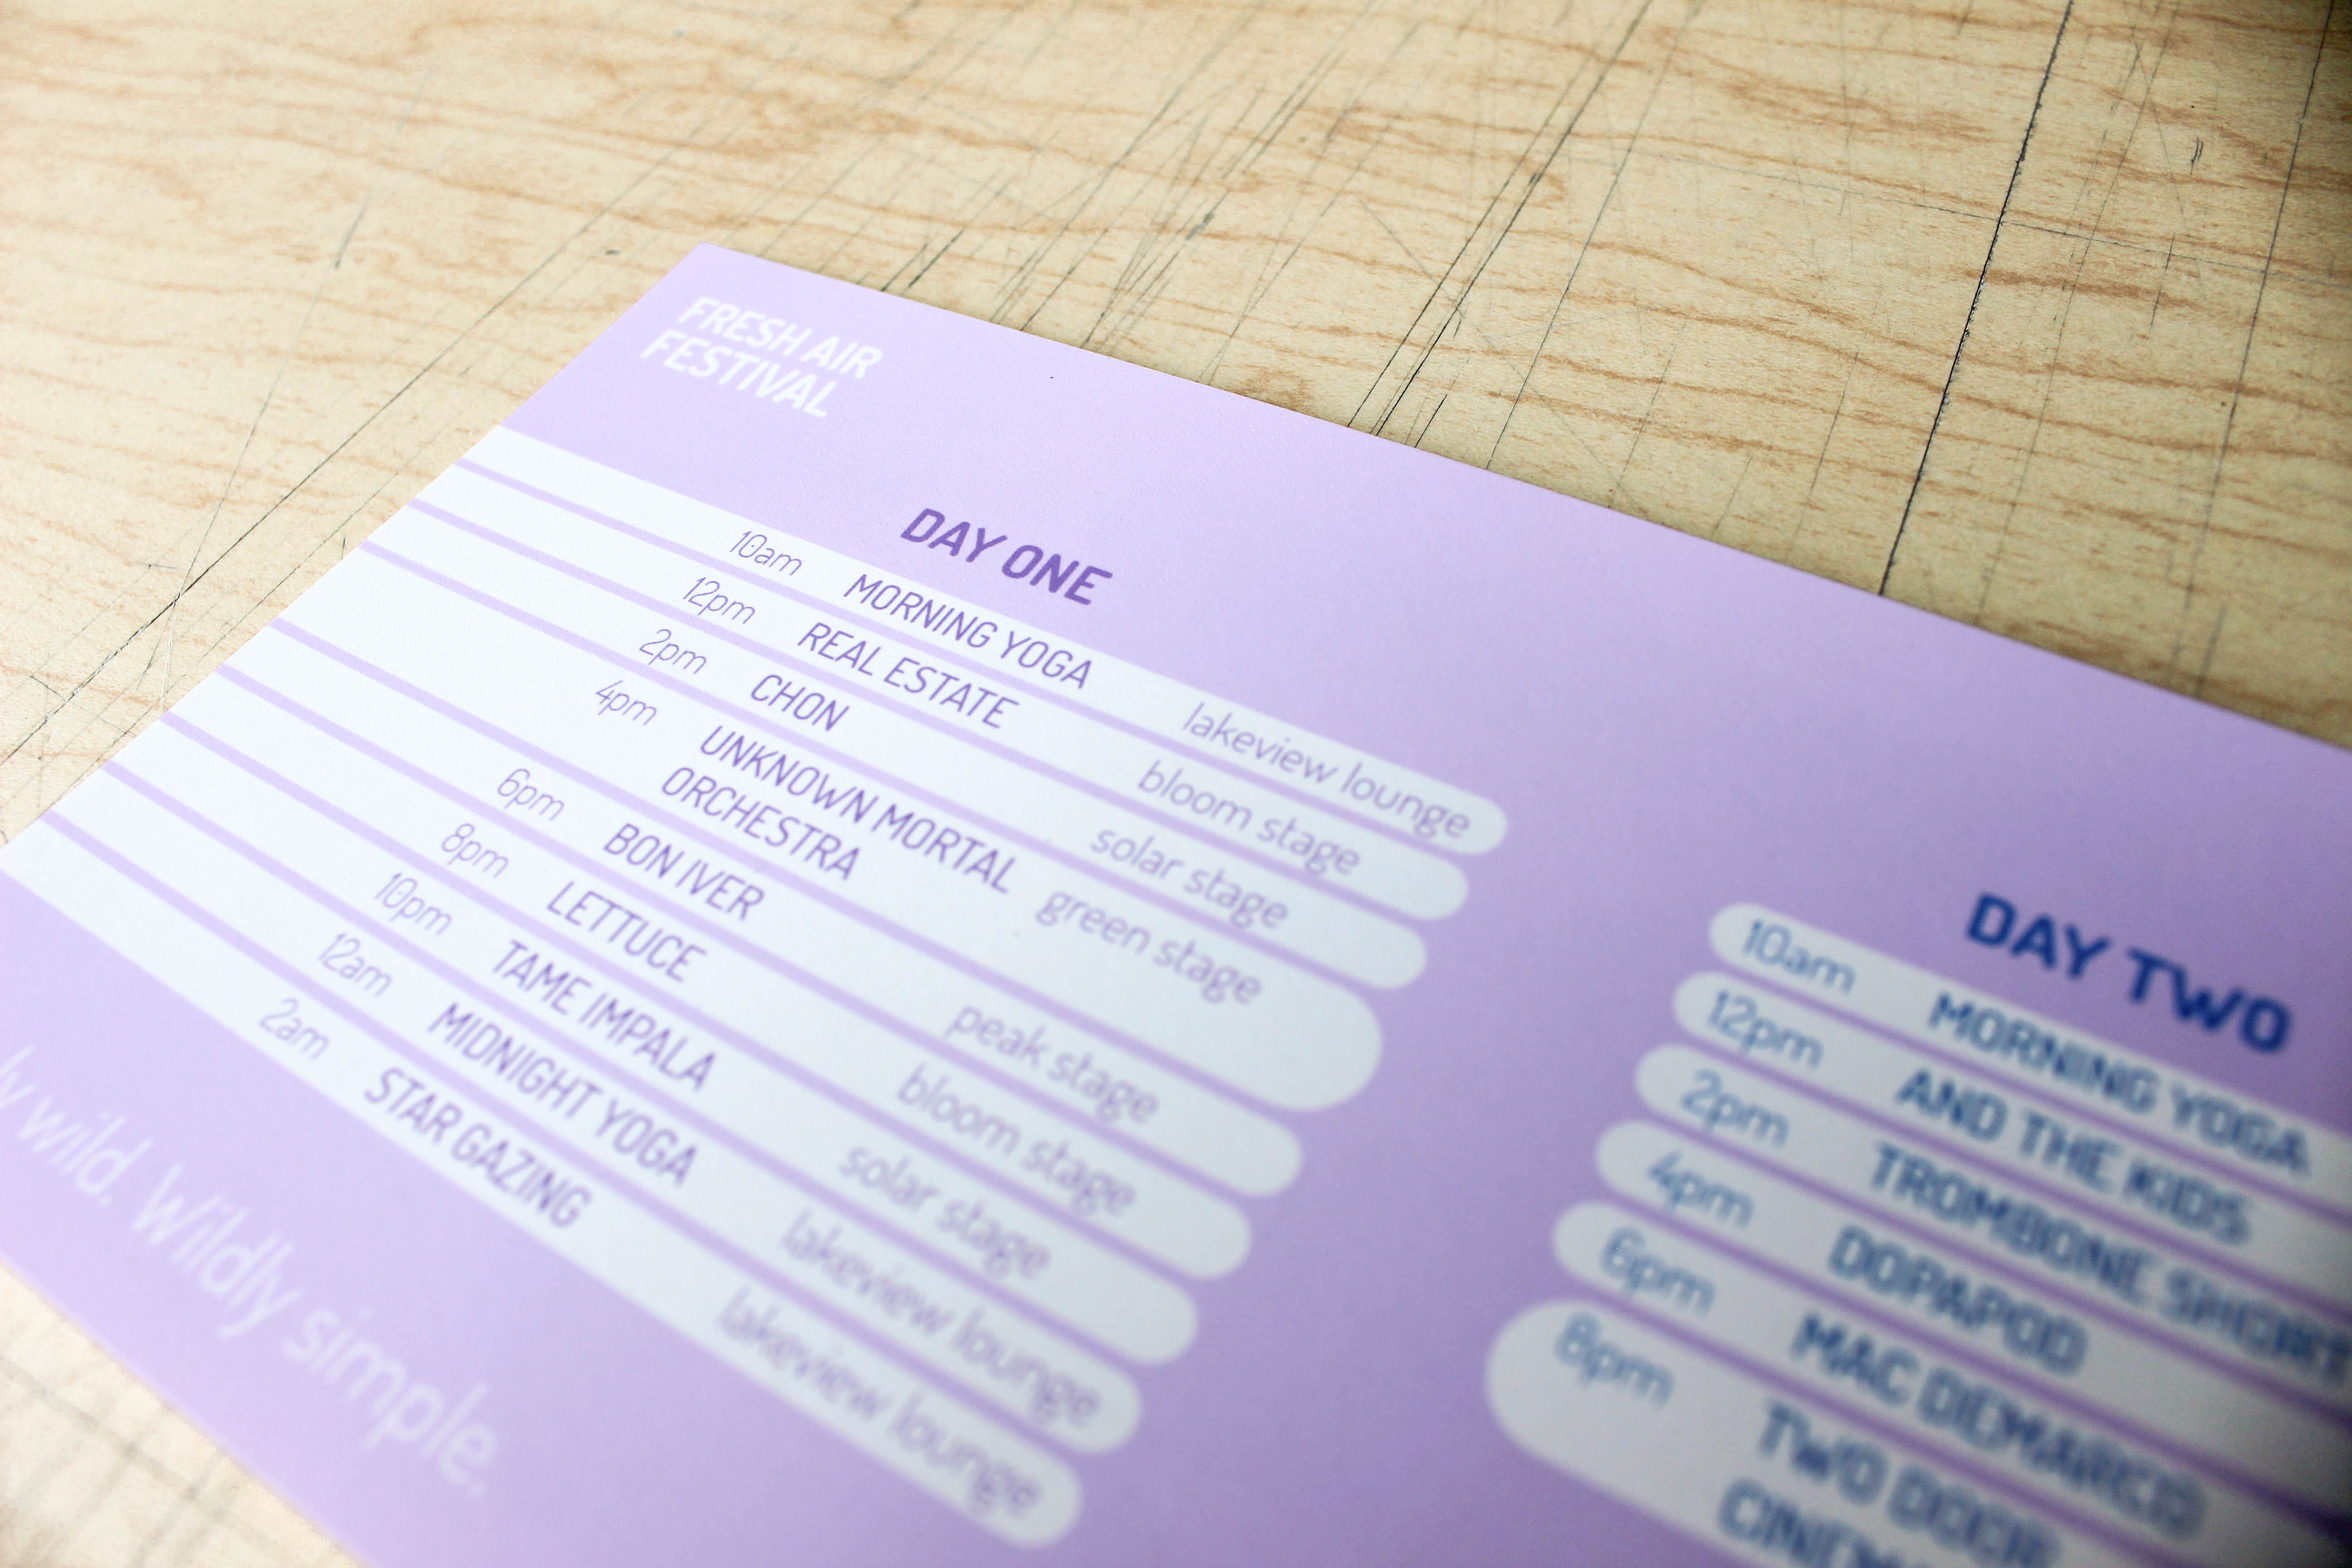 FRESH AIR
FESTIVAL
DAY ONE
10am MORNING YOGA lakeview lounge
12pm REAL ESTATE bloom stage
2pm CHON solar stage
4pm UNKNOWN MORTAL green stage
ORCHESTRA
6pm BON IVER peak stage
8pm LETTUCE bloom stage
10pm TAME IMPALA solar stage
12am MIDNIGHT YOGA lakeview lounge
2am STAR GAZING lakeview lounge
wild. Wildly simple.
DAY TWO
10am MORNING YOGA
12pm AND THE KIDS
2pm TROMBONE
4pm DOPAPOD
6pm MAC DEMARCO
8pm TWO DOOR